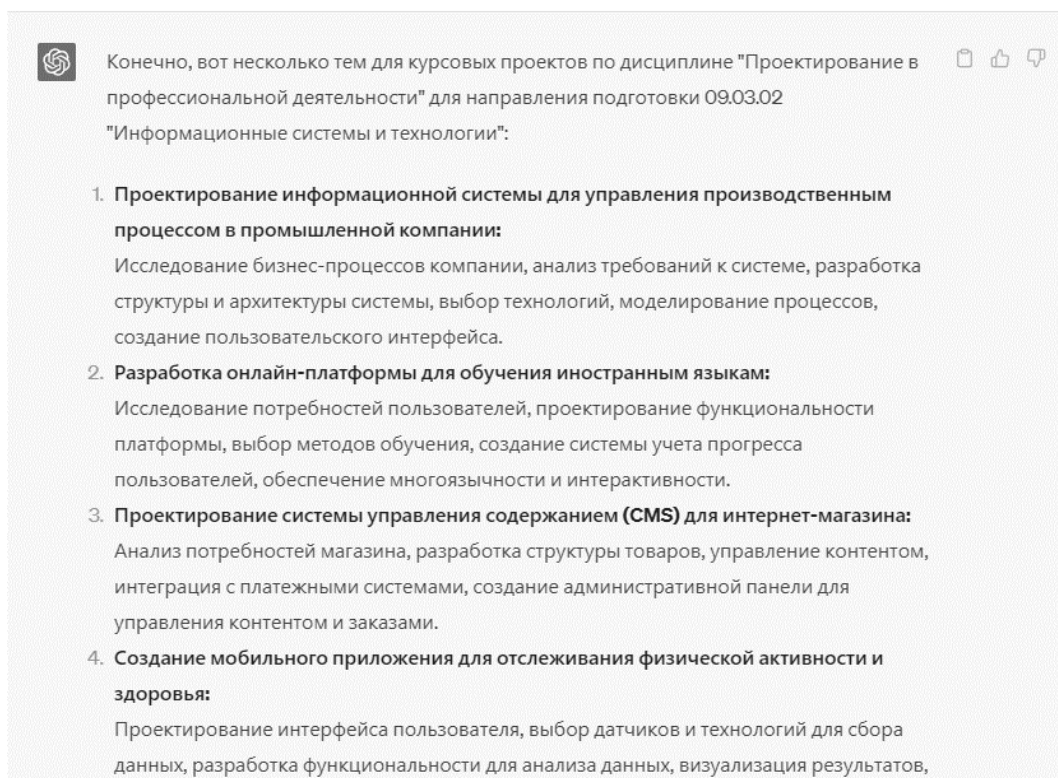 Конечно, вот несколько тем для курсовых проектов по дисциплине "Проектирование в
профессиональной деятельности" для направления подготовки 09.03.02
"Информационные системы и технологии":
1. Проектирование информационной системы для управления производственным
процессом в промышленной компании:
Исследование бизнес-процессов компании, анализ требований к системе, разработка
структуры и архитектуры системы, выбор технологий, моделирование процессов,
создание пользовательского интерфейса.
2. Разработка онлайн-платформы для обучения иностранным языкам:
Исследование потребностей пользователей, проектирование функциональности
платформы, выбор методов обучения, создание системы учета прогресса
пользователей, обеспечение многоязычности и интерактивности.
3. Проектирование системы управления содержанием (CMS) для интернет-магазина:
Анализ потребностей магазина, разработка структуры товаров, управление контентом,
интеграция с платежными системами, создание административной панели для
управления контентом и заказами.
4. Создание мобильного приложения для отслеживания физической активности и
здоровья:
Проектирование интерфейса пользователя, выбор датчиков и технологий для сбора
данных, разработка функциональности для анализа данных, визуализация результатов,